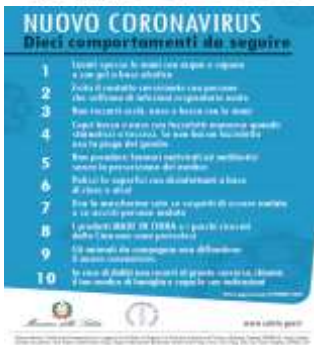 NUOVO CORONAVIRUS
Dieci comportamenti da seguire
1 Lavati spesso le mani con acqua e sapone
o con gel a base alcolica
2 Evita il contatto ravvicinato con persone
che soffrono di infezioni respiratorie acute
3 Non toccarti occhi, naso e bocca con le mani
4 Copri bocca e naso con fazzoletti monouso quando
starnutisci o tossisci. Se non hai un fazzoletto
usa la piega del gomito
5 Non prendere farmaci antivirali né antibiotici
senza la prescrizione del medico
6 Pulisci le superfici con disinfettanti a base
di cloro o alcol
7 Usa la mascherina solo se sospetti di essere malato
o se assisti persone malate
8 I prodotti MADE IN CHINA e i pacchi ricevuti
dalla Cina non sono pericolosi
9 Gli animali da compagnia non diffondono
il nuovo coronavirus
10 In caso di dubbi non recarti al pronto soccorso, chiama
il tuo medico di famiglia e segui le sue indicazioni
Ministero della Salute
www.salute.gov.it